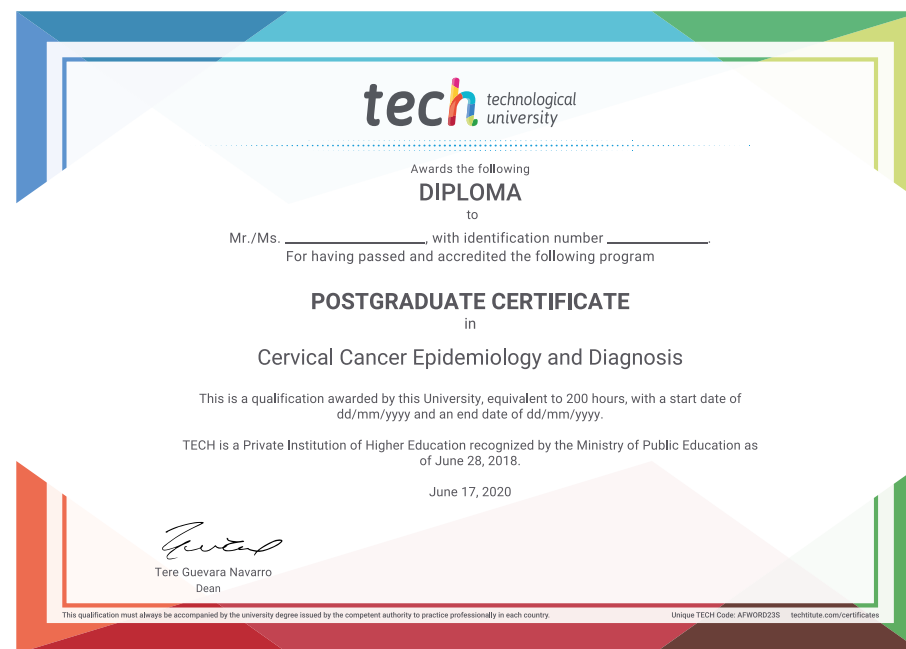 tech technological
university
Awards the following
DIPLOMA
to
Mr./Ms. ____________, with identification number ____________.
For having passed and accredited the following program
POSTGRADUATE CERTIFICATE
in
Cervical Cancer Epidemiology and Diagnosis
This is a qualification awarded by this University, equivalent to 200 hours, with a start date of
dd/mm/yyyy and an end date of dd/mm/yyyy.
TECH is a Private Institution of Higher Education recognized by the Ministry of Public Education as
of June 28, 2018.
June 17, 2020
Tere Guevara Navarro
Dean
This qualification must always be accompanied by the university degree issued by the competent authority to practice professionally in each country. Unique TECH Code: AFWORD23S techtitute.com/certificates